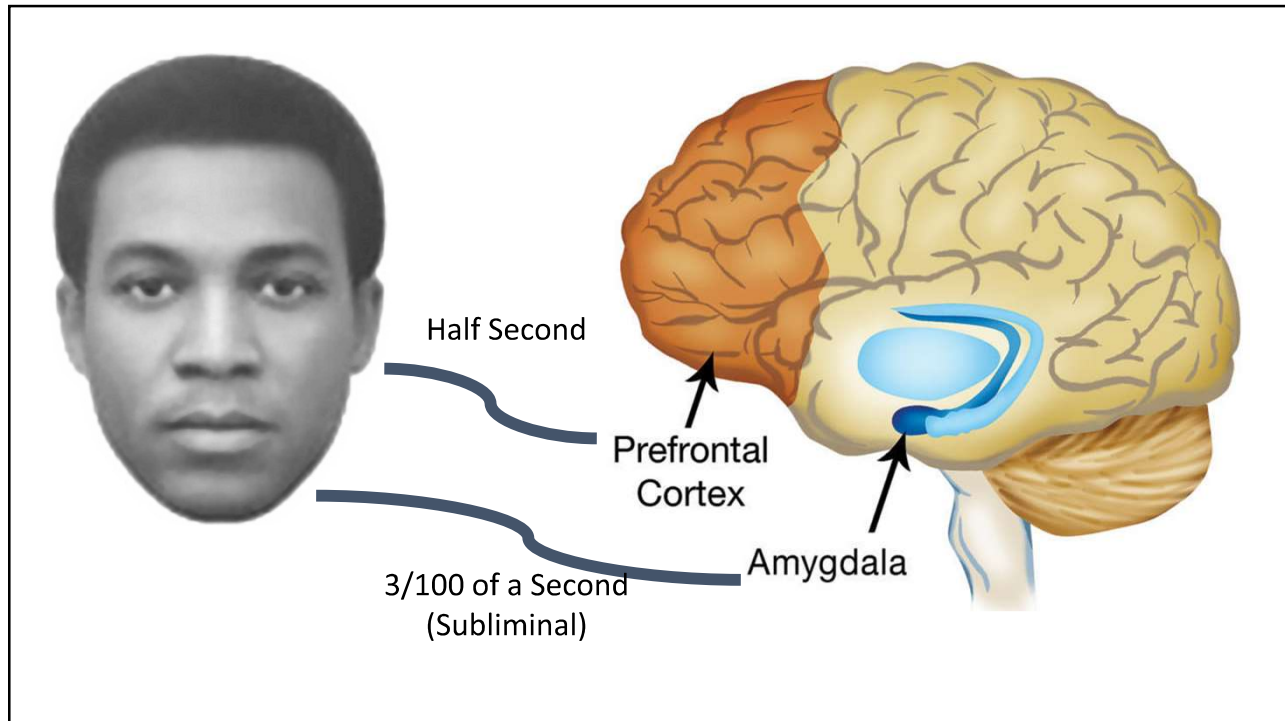 Half Second
Prefrontal
Cortex
Amygdala
3/100 of a Second
(Subliminal)